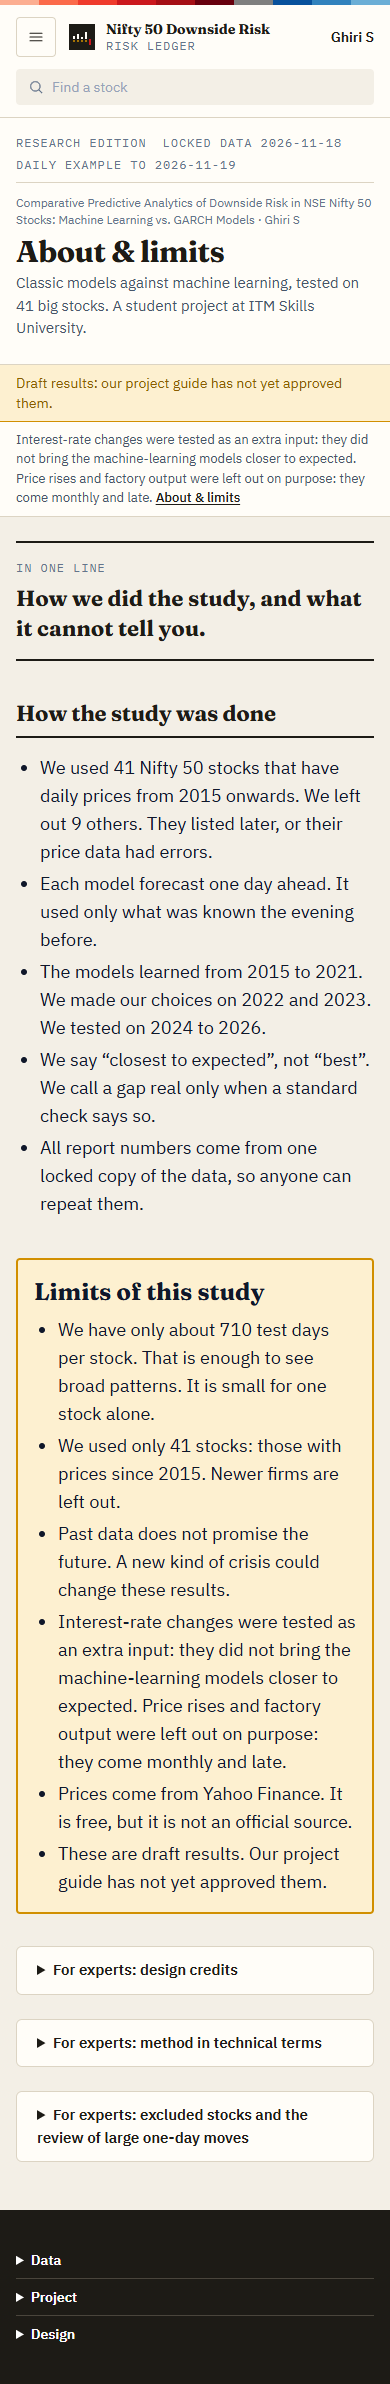 Nifty 50 Downside Risk
RISK LEDGER
Ghiri S
Find a stock
RESEARCH EDITION LOCKED DATA 2026-11-18
DAILY EXAMPLE TO 2026-11-19
Comparative Predictive Analytics of Downside Risk in NSE Nifty 50
Stocks: Machine Learning vs. GARCH Models · Ghiri S
About & limits
Classic models against machine learning, tested on
41 big stocks. A student project at ITM Skills
University.
Draft results: our project guide has not yet approved
them.
Interest-rate changes were tested as an extra input: they did
not bring the machine-learning models closer to expected.
Price rises and factory output were left out on purpose: they
come monthly and late. About & limits
IN ONE LINE
How we did the study, and what
it cannot tell you.
How the study was done
• We used 41 Nifty 50 stocks that have
daily prices from 2015 onwards. We left
out 9 others. They listed later, or their
price data had errors.
• Each model forecast one day ahead. It
used only what was known the evening
before.
• The models learned from 2015 to 2021.
We made our choices on 2022 and 2023.
We tested on 2024 to 2026.
• We say “closest to expected”, not “best”.
We call a gap real only when a standard
check says so.
• All report numbers come from one
locked copy of the data, so anyone can
repeat them.
Limits of this study
• We have only about 710 test days
per stock. That is enough to see
broad patterns. It is small for one
stock alone.
• We used only 41 stocks: those with
prices since 2015. Newer firms are
left out.
• Past data does not promise the
future. A new kind of crisis could
change these results.
• Interest-rate changes were tested as
an extra input: they did not bring the
machine-learning models closer to
expected. Price rises and factory
output were left out on purpose:
they come monthly and late.
• Prices come from Yahoo Finance. It
is free, but it is not an official source.
• These are draft results. Our project
guide has not yet approved them.
▶ For experts: design credits
▶ For experts: method in technical terms
▶ For experts: excluded stocks and the
review of large one-day moves
▶ Data
▶ Project
▶ Design